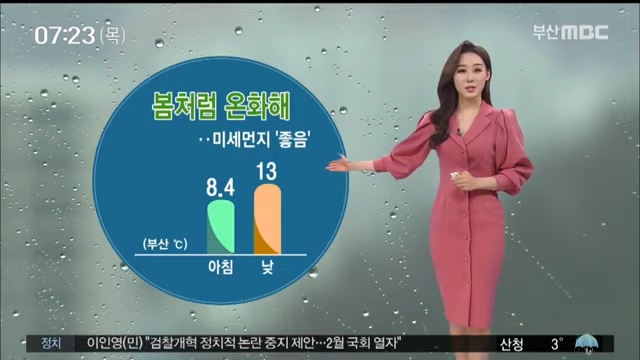 07:23(목)
부산MBC
봄처럼 온화해
··미세먼지 '좋음'
13
8.4
(부산 ℃)
아침 낮
정치 이인영(민) "검찰개혁 정치적 논란 중지 제안…2월 국회 열자" 산청 3°